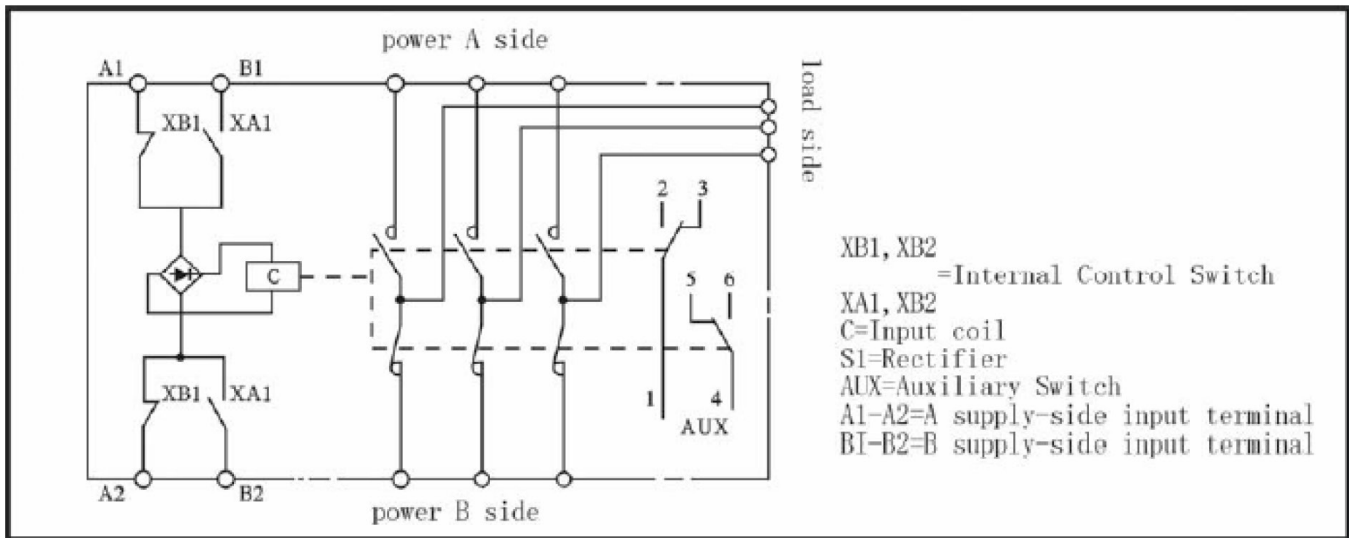 power A side
A1
B1
XB1
XA1
load side
2 3
C
5 6
XB1
XA1
1
4
AUX
A2
B2
power B side
XB1, XB2
=Internal Control Switch
XA1, XB2
C=Input coil
S1=Rectifier
AUX=Auxiliary Switch
A1-A2=A supply-side input terminal
BI-B2=B supply-side input terminal